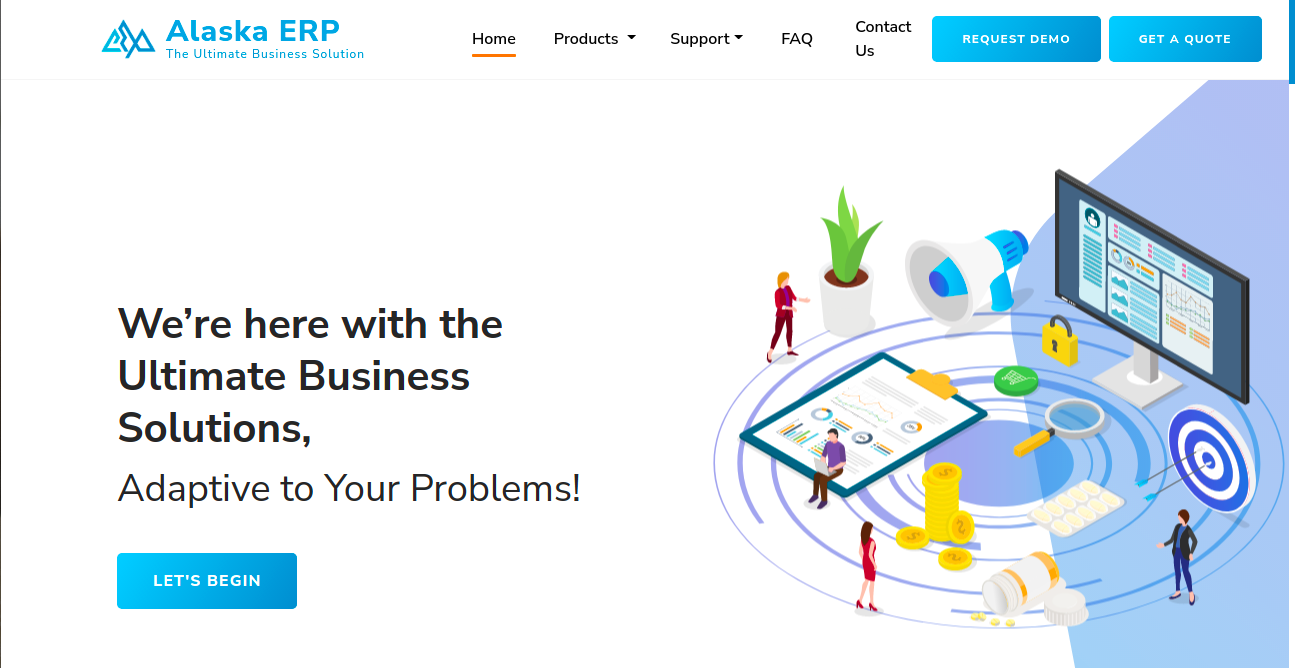 Alaska ERP
The Ultimate Business Solution
Home
Products
Support
FAQ
Contact
Us
REQUEST DEMO
GET A QUOTE
We’re here with the
Ultimate Business
Solutions,
Adaptive to Your Problems!
LET'S BEGIN